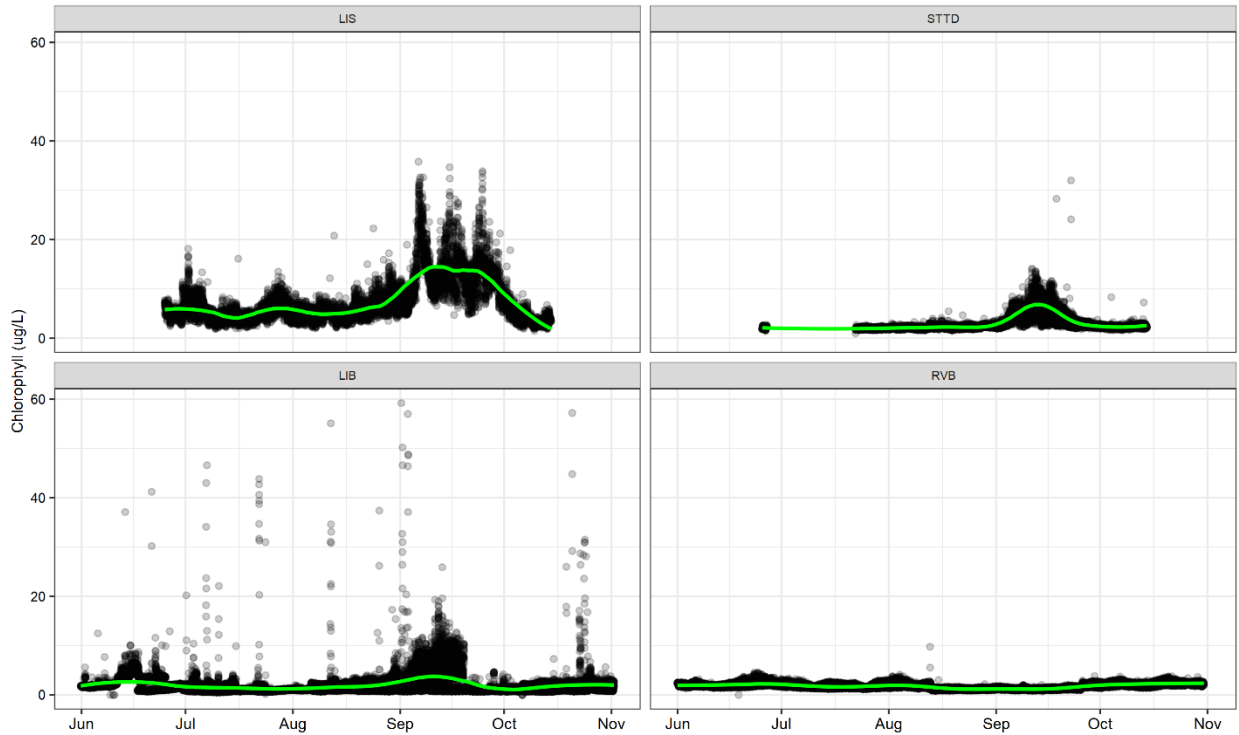 LIS
STTD
60
40
20
0
LIB
RVB
60
40
20
0
Chlorophyll (ug/L)
Jun
Jul
Aug
Sep
Oct
Nov
Jun
Jul
Aug
Sep
Oct
Nov